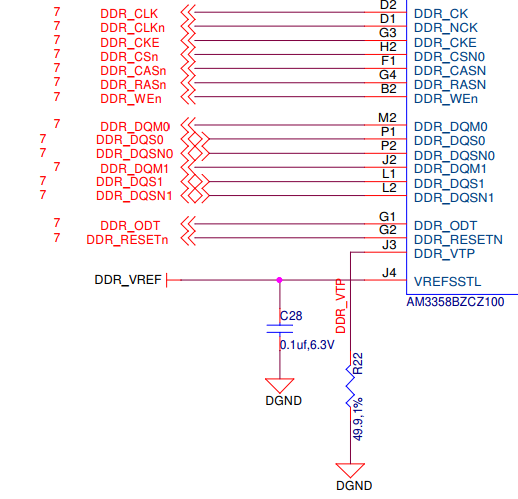 7 DDR_CLK D2 DDR_CK
7 DDR_CLKn D1 DDR_NCK
7 DDR_CKE G3 DDR_CKE
7 DDR_CSn H2 DDR_CSN0
7 DDR_CASn F1 DDR_CASN
7 DDR_RASn G4 DDR_RASN
7 DDR_WEn B2 DDR_WEn
7 DDR_DQM0 M2 DDR_DQM0
7 DDR_DQS0 P1 DDR_DQS0
7 DDR_DQSN0 P2 DDR_DQSN0
7 DDR_DQM1 J2 DDR_DQM1
7 DDR_DQS1 L1 DDR_DQS1
7 DDR_DQSN1 L2 DDR_DQSN1
7 DDR_ODT G1 DDR_ODT
7 DDR_RESETn G2 DDR_RESETN
J3 DDR_VTP
DDR_VREF J4 VREFSSTL
AM3358BZCZ100
DDR_VTP
C28
0.1uf,6.3V
R22
49.9,1%
DGND
DGND